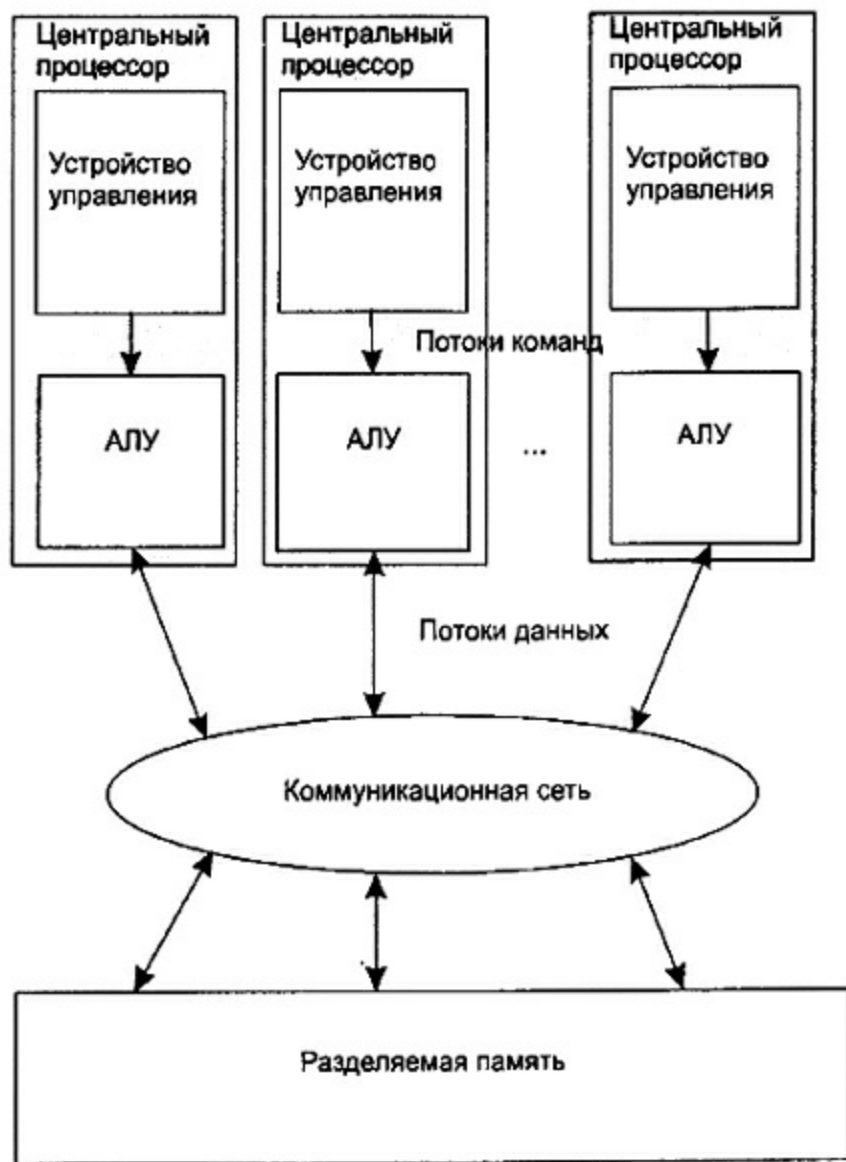 Центральный
процессор
Устройство
управления
АЛУ
Центральный
процессор
Устройство
управления
АЛУ
Центральный
процессор
Устройство
управления
АЛУ
Потоки команд
...
Потоки данных
Коммуникационная сеть
Разделяемая память